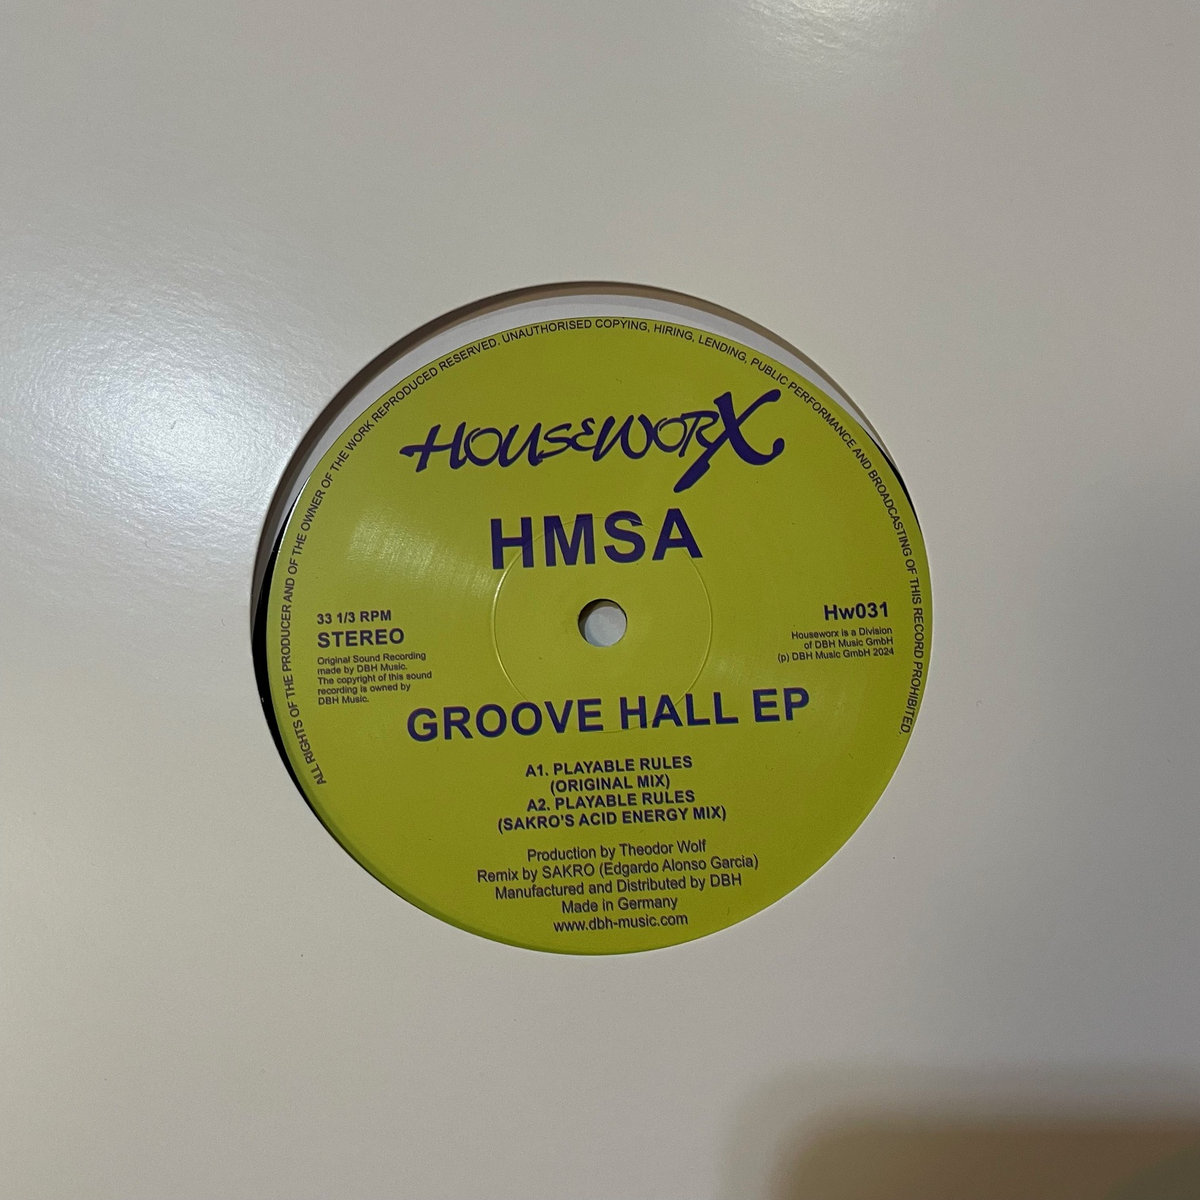 ALL RIGHTS OF THE PRODUCER AND OF THE OWNER OF THE WORK REPRODUCED RESERVED. UNAUTHORISED COPYING, HIRING, LENDING, PUBLIC PERFORMANCE AND BROADCASTING OF THIS RECORD PROHIBITED.
HOUSEWORX
HMSA
33 1/3 RPM
STEREO
Original Sound Recording
made by DBH Music.
The copyright of this sound
recording is owned by
DBH Music.
Hw031
Houseworx is a Division
of DBH Music GmbH
(p) DBH Music GmbH 2024
GROOVE HALL EP
A1. PLAYABLE RULES
(ORIGINAL MIX)
A2. PLAYABLE RULES
(SAKRO'S ACID ENERGY MIX)
Production by Theodor Wolf
Remix by SAKRO (Edgardo Alonso Garcia)
Manufactured and Distributed by DBH
Made in Germany
www.dbh-music.com